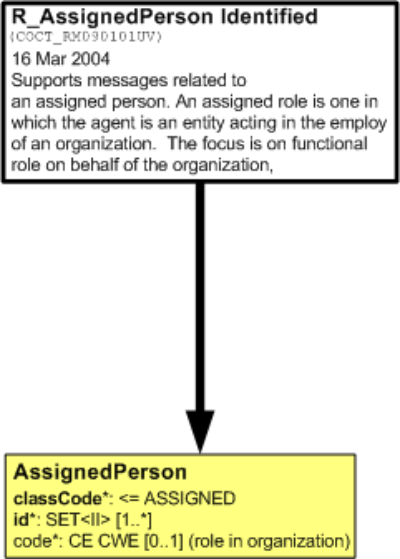 R_AssignedPerson Identified
(COCT_RM090101UV)
16 Mar 2004
Supports messages related to
an assigned person. An assigned role is one in
which the agent is an entity acting in the employ
of an organization. The focus is on functional
role on behalf of the organization,
AssignedPerson
classCode*: <= ASSIGNED
id*: SET<II> [1..*]
code*: CE CWE [0..1] (role in organization)